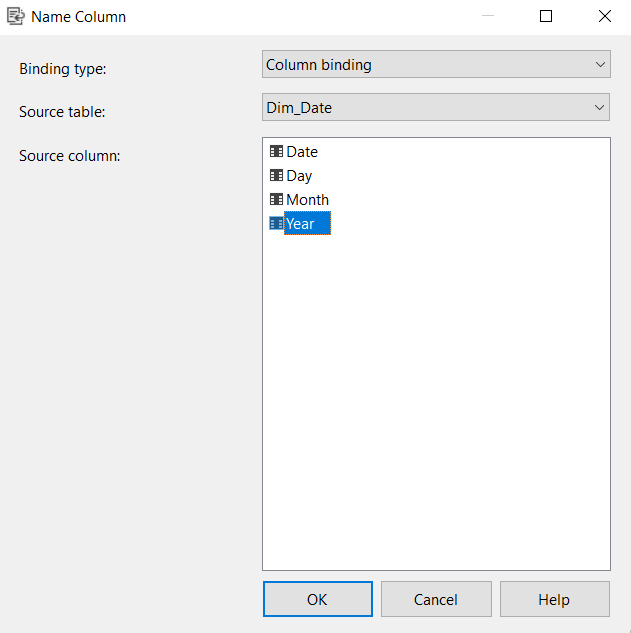 Name Column
Binding type:
Column binding
Source table:
Dim_Date
Source column:
Date
Day
Month
Year
OK
Cancel
Help